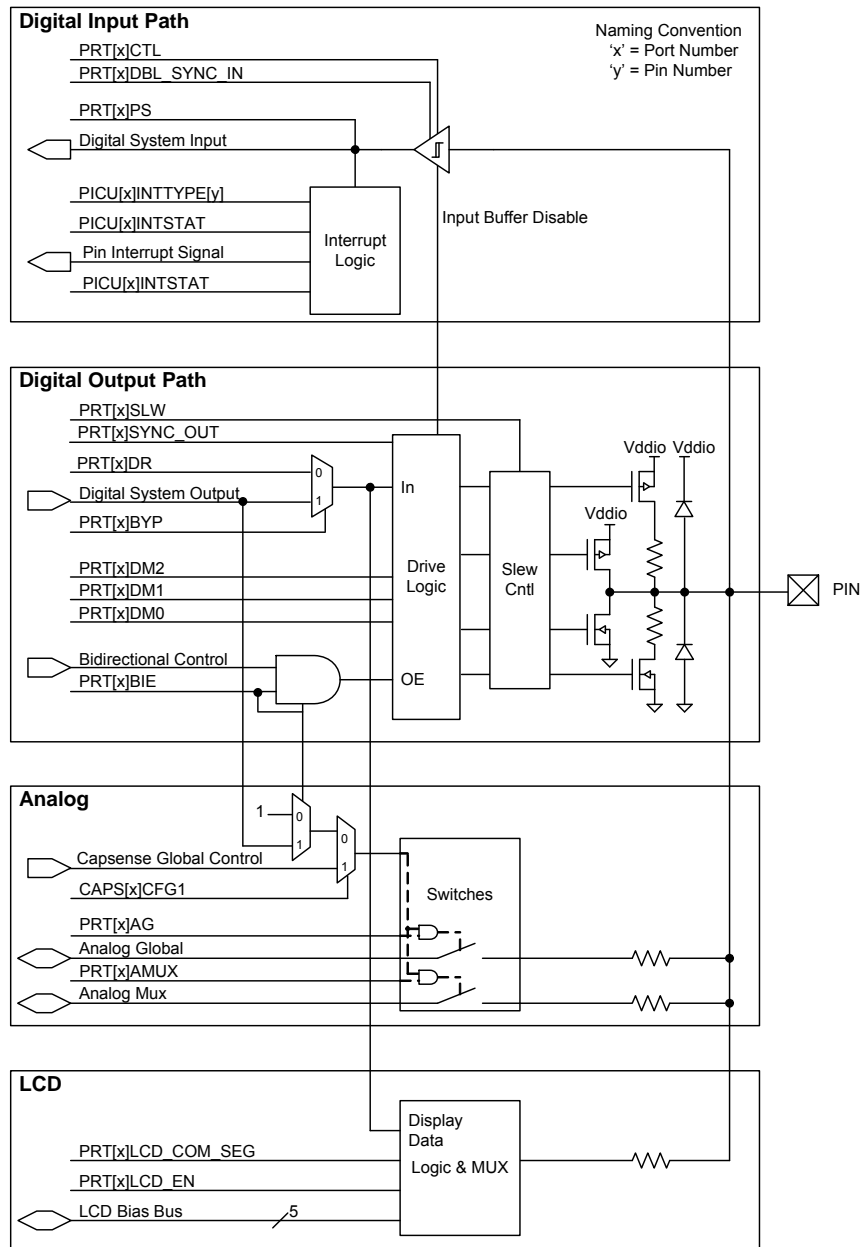 Digital Input Path
Naming Convention
‘x’ = Port Number
‘y’ = Pin Number
PRT[x]CTL
PRT[x]DBL_SYNC_IN
PRT[x]PS
Digital System Input
PICU[x]INTTYPE[y]
PICU[x]INTSTAT
Pin Interrupt Signal
PICU[x]INTSTAT
Interrupt
Logic
Input Buffer Disable
Digital Output Path
PRT[x]SLW
PRT[x]SYNC_OUT
PRT[x]DR
Digital System Output
PRT[x]BYP
0
1
PRT[x]DM2
PRT[x]DM1
PRT[x]DM0
Bidirectional Control
PRT[x]BIE
In
Drive
Logic
OE
Slew
Cntl
Vddio Vddio
Vddio
PIN
Analog
1
0
1
0
1
Capsense Global Control
CAPS[x]CFG1
Switches
PRT[x]AG
Analog Global
PRT[x]AMUX
Analog Mux
LCD
Display
Data
Logic & MUX
PRT[x]LCD_COM_SEG
PRT[x]LCD_EN
LCD Bias Bus
5